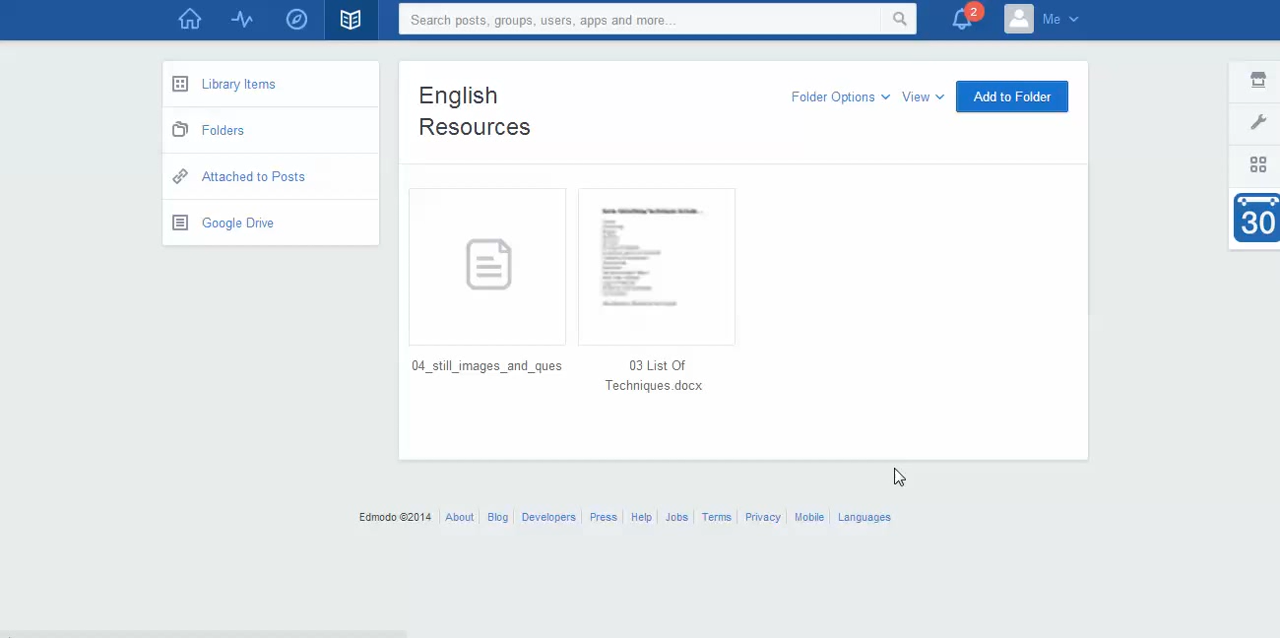 Search posts, groups, users, apps and more...
2
Me
Library Items
Folders
Attached to Posts
Google Drive
English
Resources
Folder Options
View
Add to Folder
30
04_still_images_and_ques
03 List Of
Techniques.docx
Edmodo ©2014 About Blog Developers Press Help Jobs Terms Privacy Mobile Languages